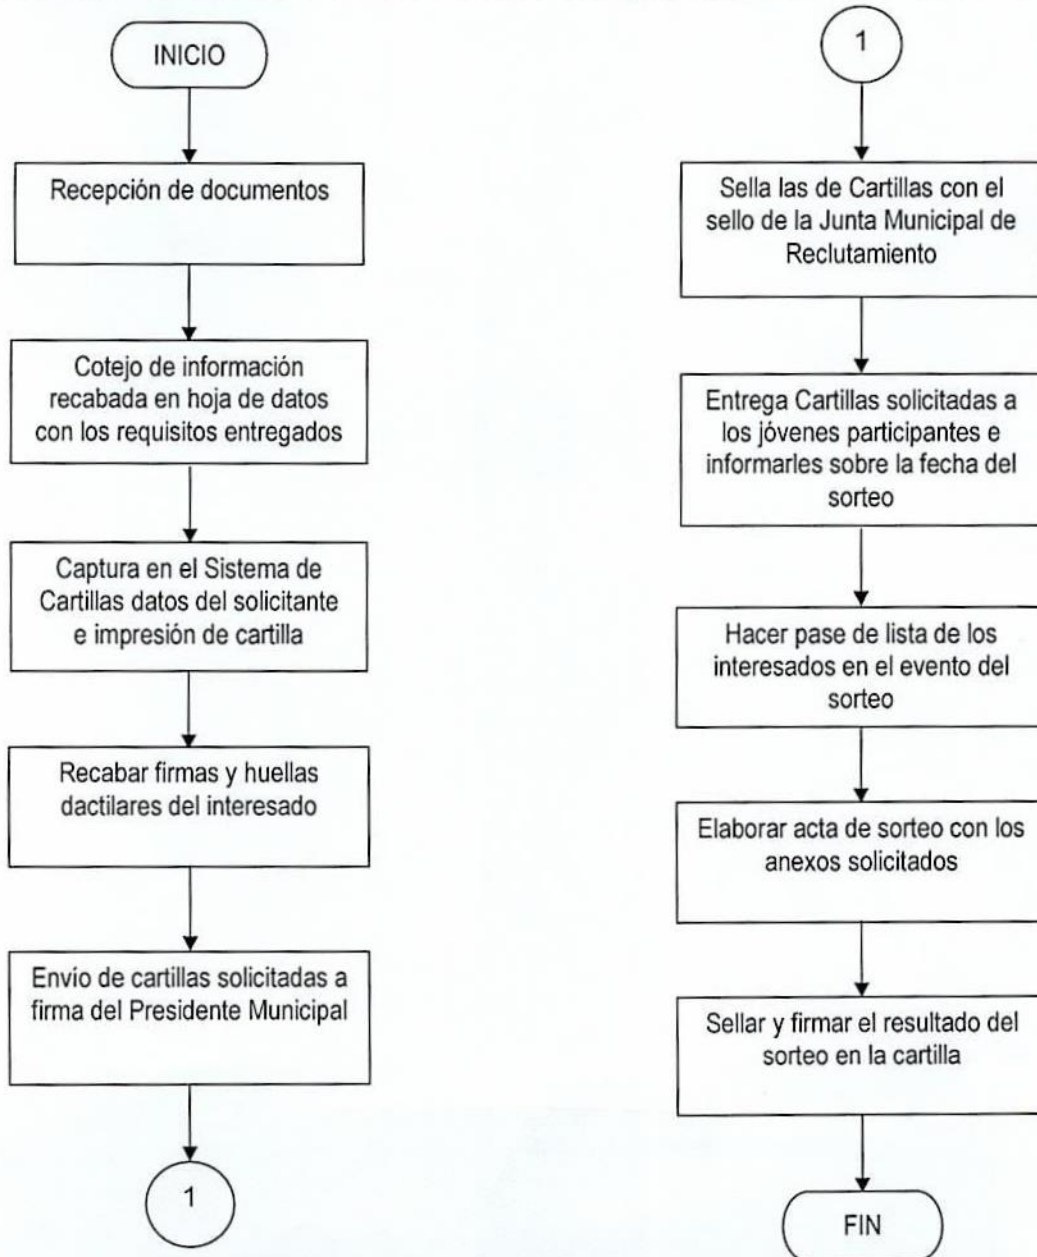 INICIO
Recepción de documentos
Cotejo de información
recabada en hoja de datos
con los requisitos entregados
Captura en el Sistema de
Cartillas datos del solicitante
e impresión de cartilla
Recabar firmas y huellas
dactilares del interesado
Envío de cartillas solicitadas a
firma del Presidente Municipal
1
1
Sella las de Cartillas con el
sello de la Junta Municipal de
Reclutamiento
Entrega Cartillas solicitadas a
los jóvenes participantes e
informarles sobre la fecha del
sorteo
Hacer pase de lista de los
interesados en el evento del
sorteo
Elaborar acta de sorteo con los
anexos solicitados
Sellar y firmar el resultado del
sorteo en la cartilla
FIN